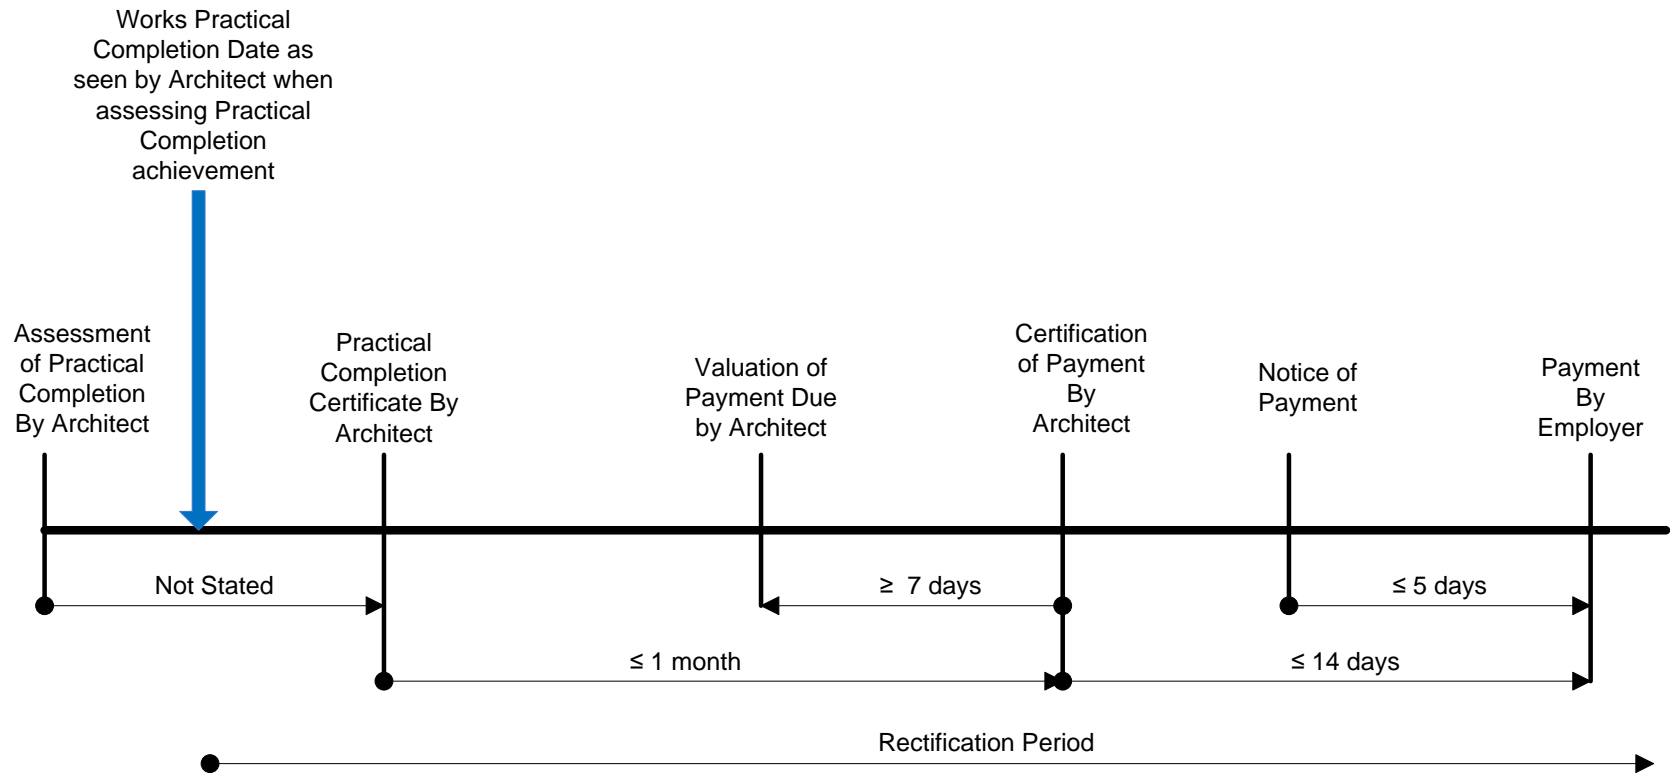 Works Practical
Completion Date as
seen by Architect when
assessing Practical
Completion
achievement
Assessment
of Practical
Completion
By Architect
Practical
Completion
Certificate By
Architect
Valuation of
Payment Due
by Architect
Certification
of Payment
By
Architect
Notice of
Payment
Payment
By
Employer
Not Stated
≥ 7 days
≤ 5 days
≤ 1 month
≤ 14 days
Rectification Period